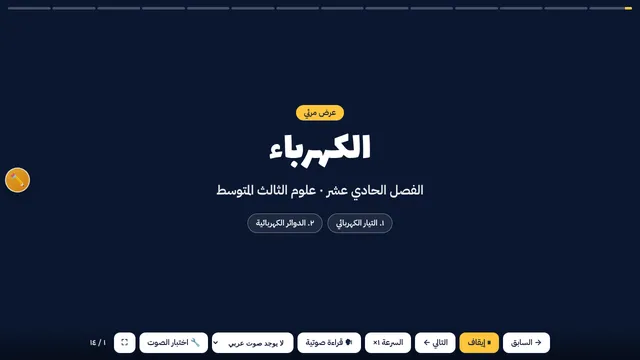 عرض مرئي
الكهرباء
الفصل الحادي عشر · علوم الثالث المتوسط
١. التيار الكهربائي
٢. الدوائر الكهربائية
→ السابق
⏸ إيقاف
التالي ←
السرعة ١×
🗣 قراءة صوتية
لا يوجد صوت عربي
🔧 اختبار الصوت
١ / ١٤